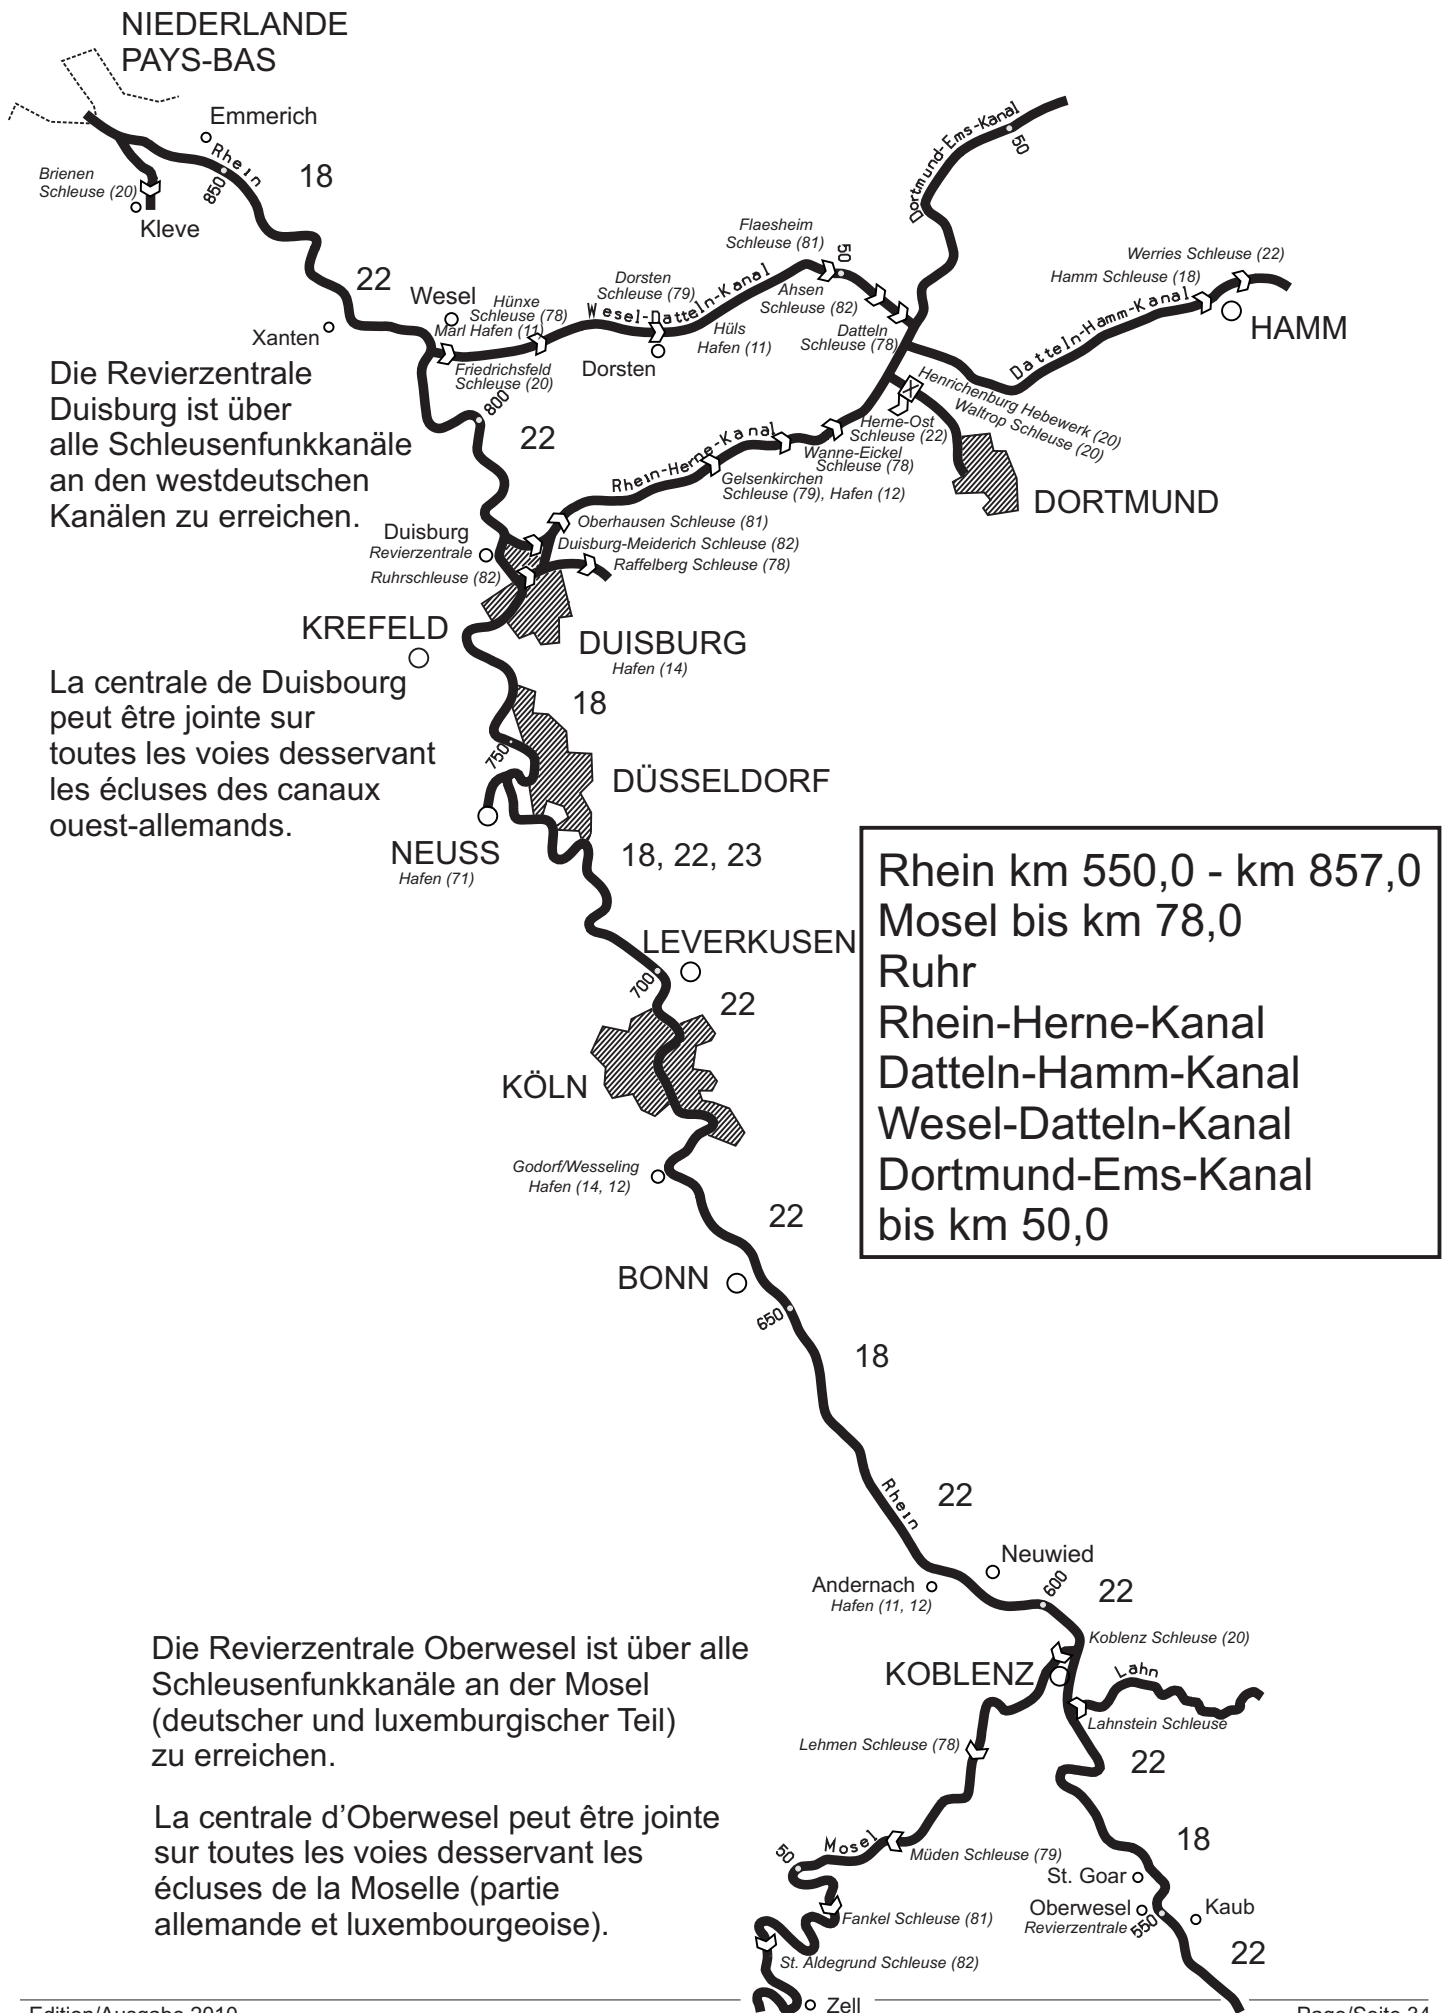 NIEDERLANDE
PAYS-BAS
Emmerich
Rhein
850
18
Brienen
Schleuse (20)
Kleve
Dortmund-Ems-Kanal
50
22
Wesel
Xanten
Hünxe
Schleuse (78)
Marl Hafen (11)
Friedrichsfeld
Schleuse (20)
Wesel-Datteln-Kanal
Dorsten
Schleuse (79)
Dorsten
Hüls
Hafen (11)
Flaesheim
Schleuse (81)
50
Ahsen
Schleuse (82)
Datteln
Schleuse (78)
Werries Schleuse (22)
Hamm Schleuse (18)
Datteln-Hamm-Kanal
HAMM
Die Revierzentrale
Duisburg ist über
alle Schleusenfunkkanäle
an den westdeutschen
Kanälen zu erreichen.
800
22
Henrichenburg Hebewerk (20)
Waltrop Schleuse (20)
Herne-Ost
Schleuse (22)
Wanne-Eickel
Schleuse (78)
Rhein-Herne-Kanal
Gelsenkirchen
Schleuse (79), Hafen (12)
DORTMUND
Oberhausen Schleuse (81)
Duisburg
Revierzentrale
Duisburg-Meiderich Schleuse (82)
Raffelberg Schleuse (78)
Ruhrschleuse (82)
KREFELD
DUISBURG
Hafen (14)
La centrale de Duisbourg
peut être jointe sur
toutes les voies desservant
les écluses des canaux
ouest-allemands.
18
750
DÜSSELDORF
NEUSS
Hafen (71)
18, 22, 23
LEVERKUSEN
700
22
KÖLN
Rhein km 550,0 - km 857,0
Mosel bis km 78,0
Ruhr
Rhein-Herne-Kanal
Datteln-Hamm-Kanal
Wesel-Datteln-Kanal
Dortmund-Ems-Kanal
bis km 50,0
Godorf/Wesseling
Hafen (14, 12)
22
BONN
650
18
Rhein
22
Neuwied
Andernach
Hafen (11, 12)
600
22
Koblenz Schleuse (20)
KOBLENZ
Lahn
Lahnstein Schleuse
Die Revierzentrale Oberwesel ist über alle
Schleusenfunkkanäle an der Mosel
(deutscher und luxemburgischer Teil)
zu erreichen.
Lehmen Schleuse (78)
22
La centrale d'Oberwesel peut être jointe
sur toutes les voies desservant les
écluses de la Moselle (partie
allemande et luxembourgeoise).
Mosel
50
Müden Schleuse (79)
18
St. Goar
Oberwesel
Revierzentrale
550
Kaub
Fankel Schleuse (81)
22
St. Aldegrund Schleuse (82)
Zell
Edition/Ausgabe 2010
Page/Seite 34